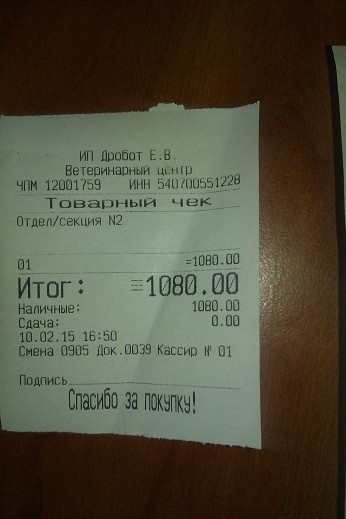 ИП Дробот Е.В.
Ветеринарный центр
ЧПМ 12001759 ИНН 540700551228
Товарный чек
Отдел/секция N2
01 =1080.00
Итог: =1080.00
Наличные: 1080.00
Сдача: 0.00
10.02.15 16:50
Смена 0905 Док.0039 Кассир № 01
Подпись
Спасибо за покупку!